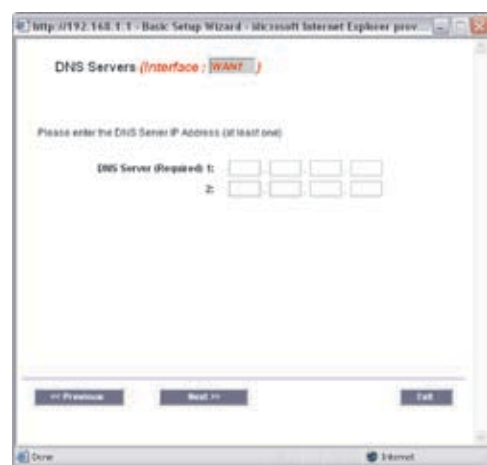 http://192.168.1.1 - Basic Setup Wizard - Microsoft Internet Explorer prov...
DNS Servers (Interface : WAN1 )
Please enter the DNS Server IP Address (at least one)
DNS Server (Required) 1:
2:
<< Previous
Next >>
Exit
Done
Internet